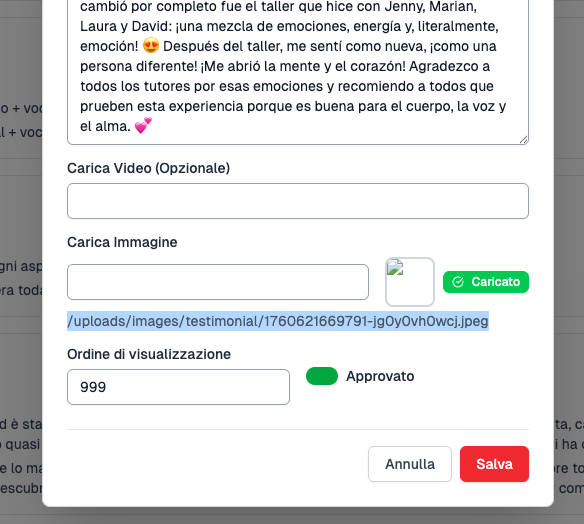 cambió por completo fue el taller que hice con Jenny, Marian,
Laura y David: ¡una mezcla de emociones, energía y, literalmente,
emoción! 😍 Después del taller, me sentí como nueva, ¡como una
persona diferente! ¡Me abrió la mente y el corazón! Agradezco a
todos los tutores por esas emociones y recomiendo a todos que
prueben esta experiencia porque es buena para el cuerpo, la voz y
el alma. 💕
Carica Video (Opzionale)
Carica Immagine
Caricato
/uploads/images/testimonial/1760621669791-jg0y0vh0wcj.jpeg
Ordine di visualizzazione
999
Approvato
Annulla
Salva